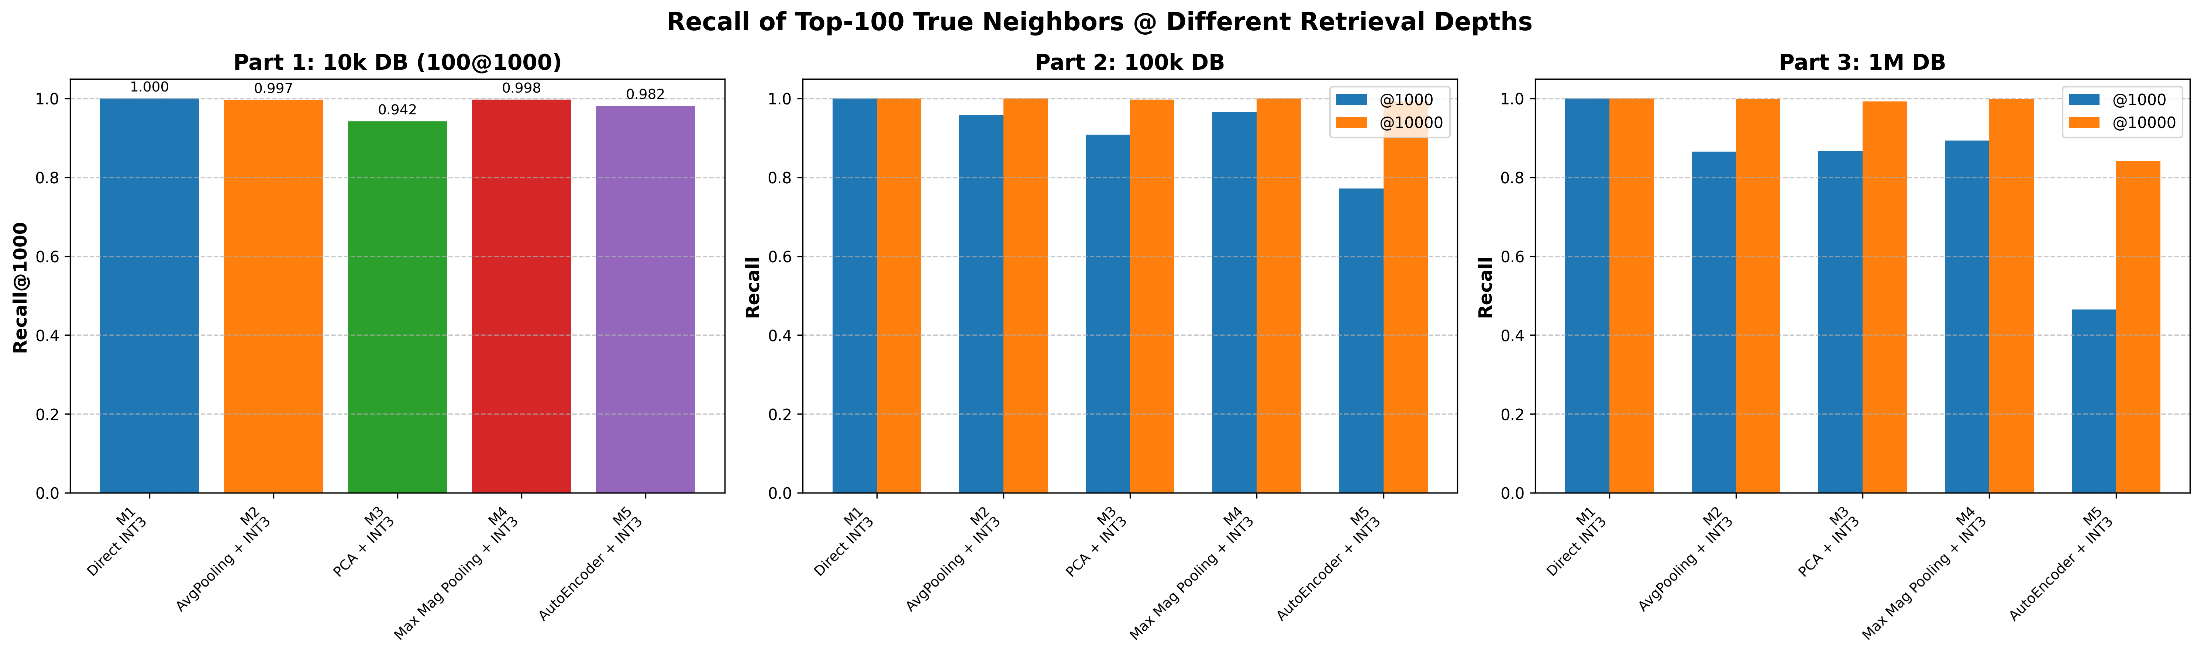 Recall of Top-100 True Neighbors @ Different Retrieval Depths
Part 1: 10k DB (100@1000)
Recall@1000
1.0
0.8
0.6
0.4
0.2
0.0
1.000
0.997
0.942
0.998
0.982
M1
Direct INT3
M2
AvgPooling + INT3
M3
PCA + INT3
M4
Max Mag Pooling + INT3
M5
AutoEncoder + INT3
Part 2: 100k DB
Recall
1.0
0.8
0.6
0.4
0.2
0.0
@1000
@10000
M1
Direct INT3
M2
AvgPooling + INT3
M3
PCA + INT3
M4
Max Mag Pooling + INT3
M5
AutoEncoder + INT3
Part 3: 1M DB
Recall
1.0
0.8
0.6
0.4
0.2
0.0
@1000
@10000
M1
Direct INT3
M2
AvgPooling + INT3
M3
PCA + INT3
M4
Max Mag Pooling + INT3
M5
AutoEncoder + INT3